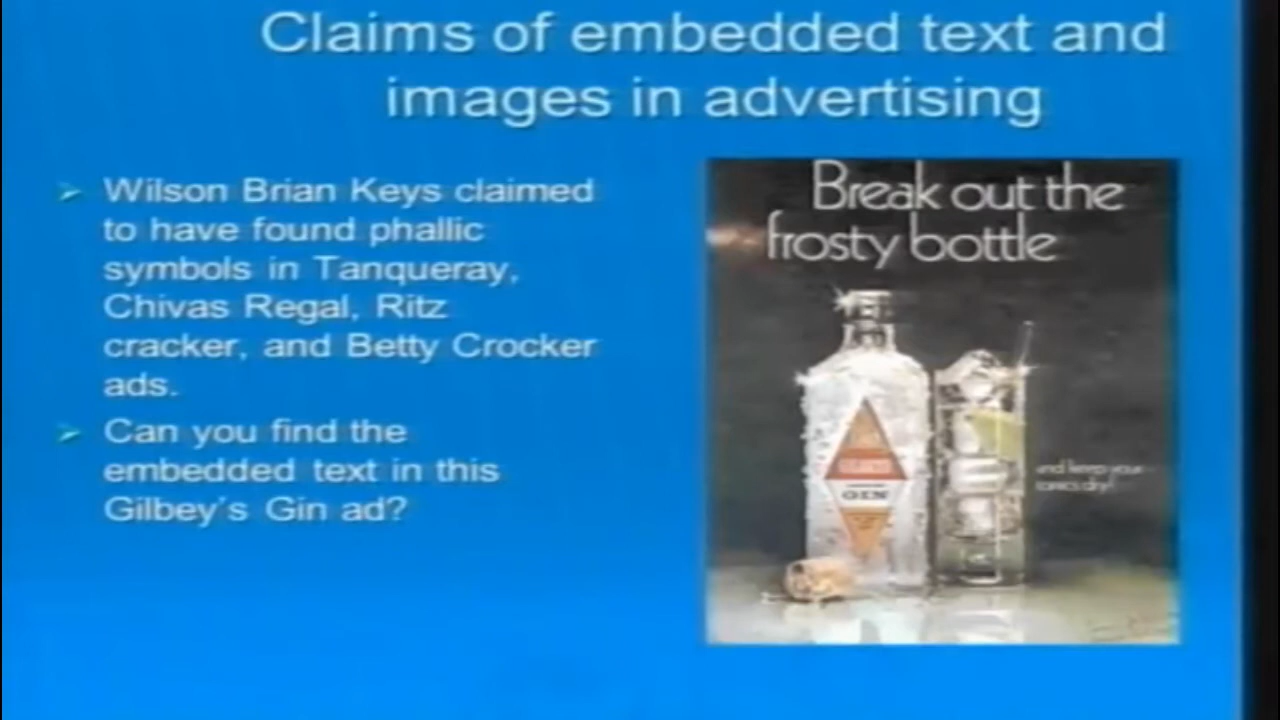 Claims of embedded text and
images in advertising
Wilson Brian Keys claimed
to have found phallic
symbols in Tanqueray,
Chivas Regal, Ritz
cracker, and Betty Crocker
ads.
Can you find the
embedded text in this
Gilbey's Gin ad?
Break out the
frosty bottle
GIN
and keep your
tonics dry!